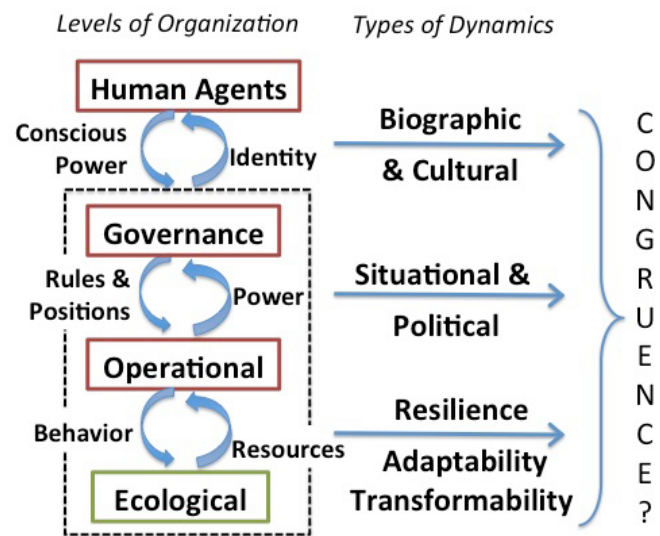 Levels of Organization
Types of Dynamics
Human Agents
Conscious
Power
Identity
Biographic
& Cultural
Governance
Rules &
Positions
Power
Situational &
Political
Operational
Behavior
Resources
Resilience
Adaptability
Transformability
Ecological
C
O
N
G
R
U
E
N
C
E
?